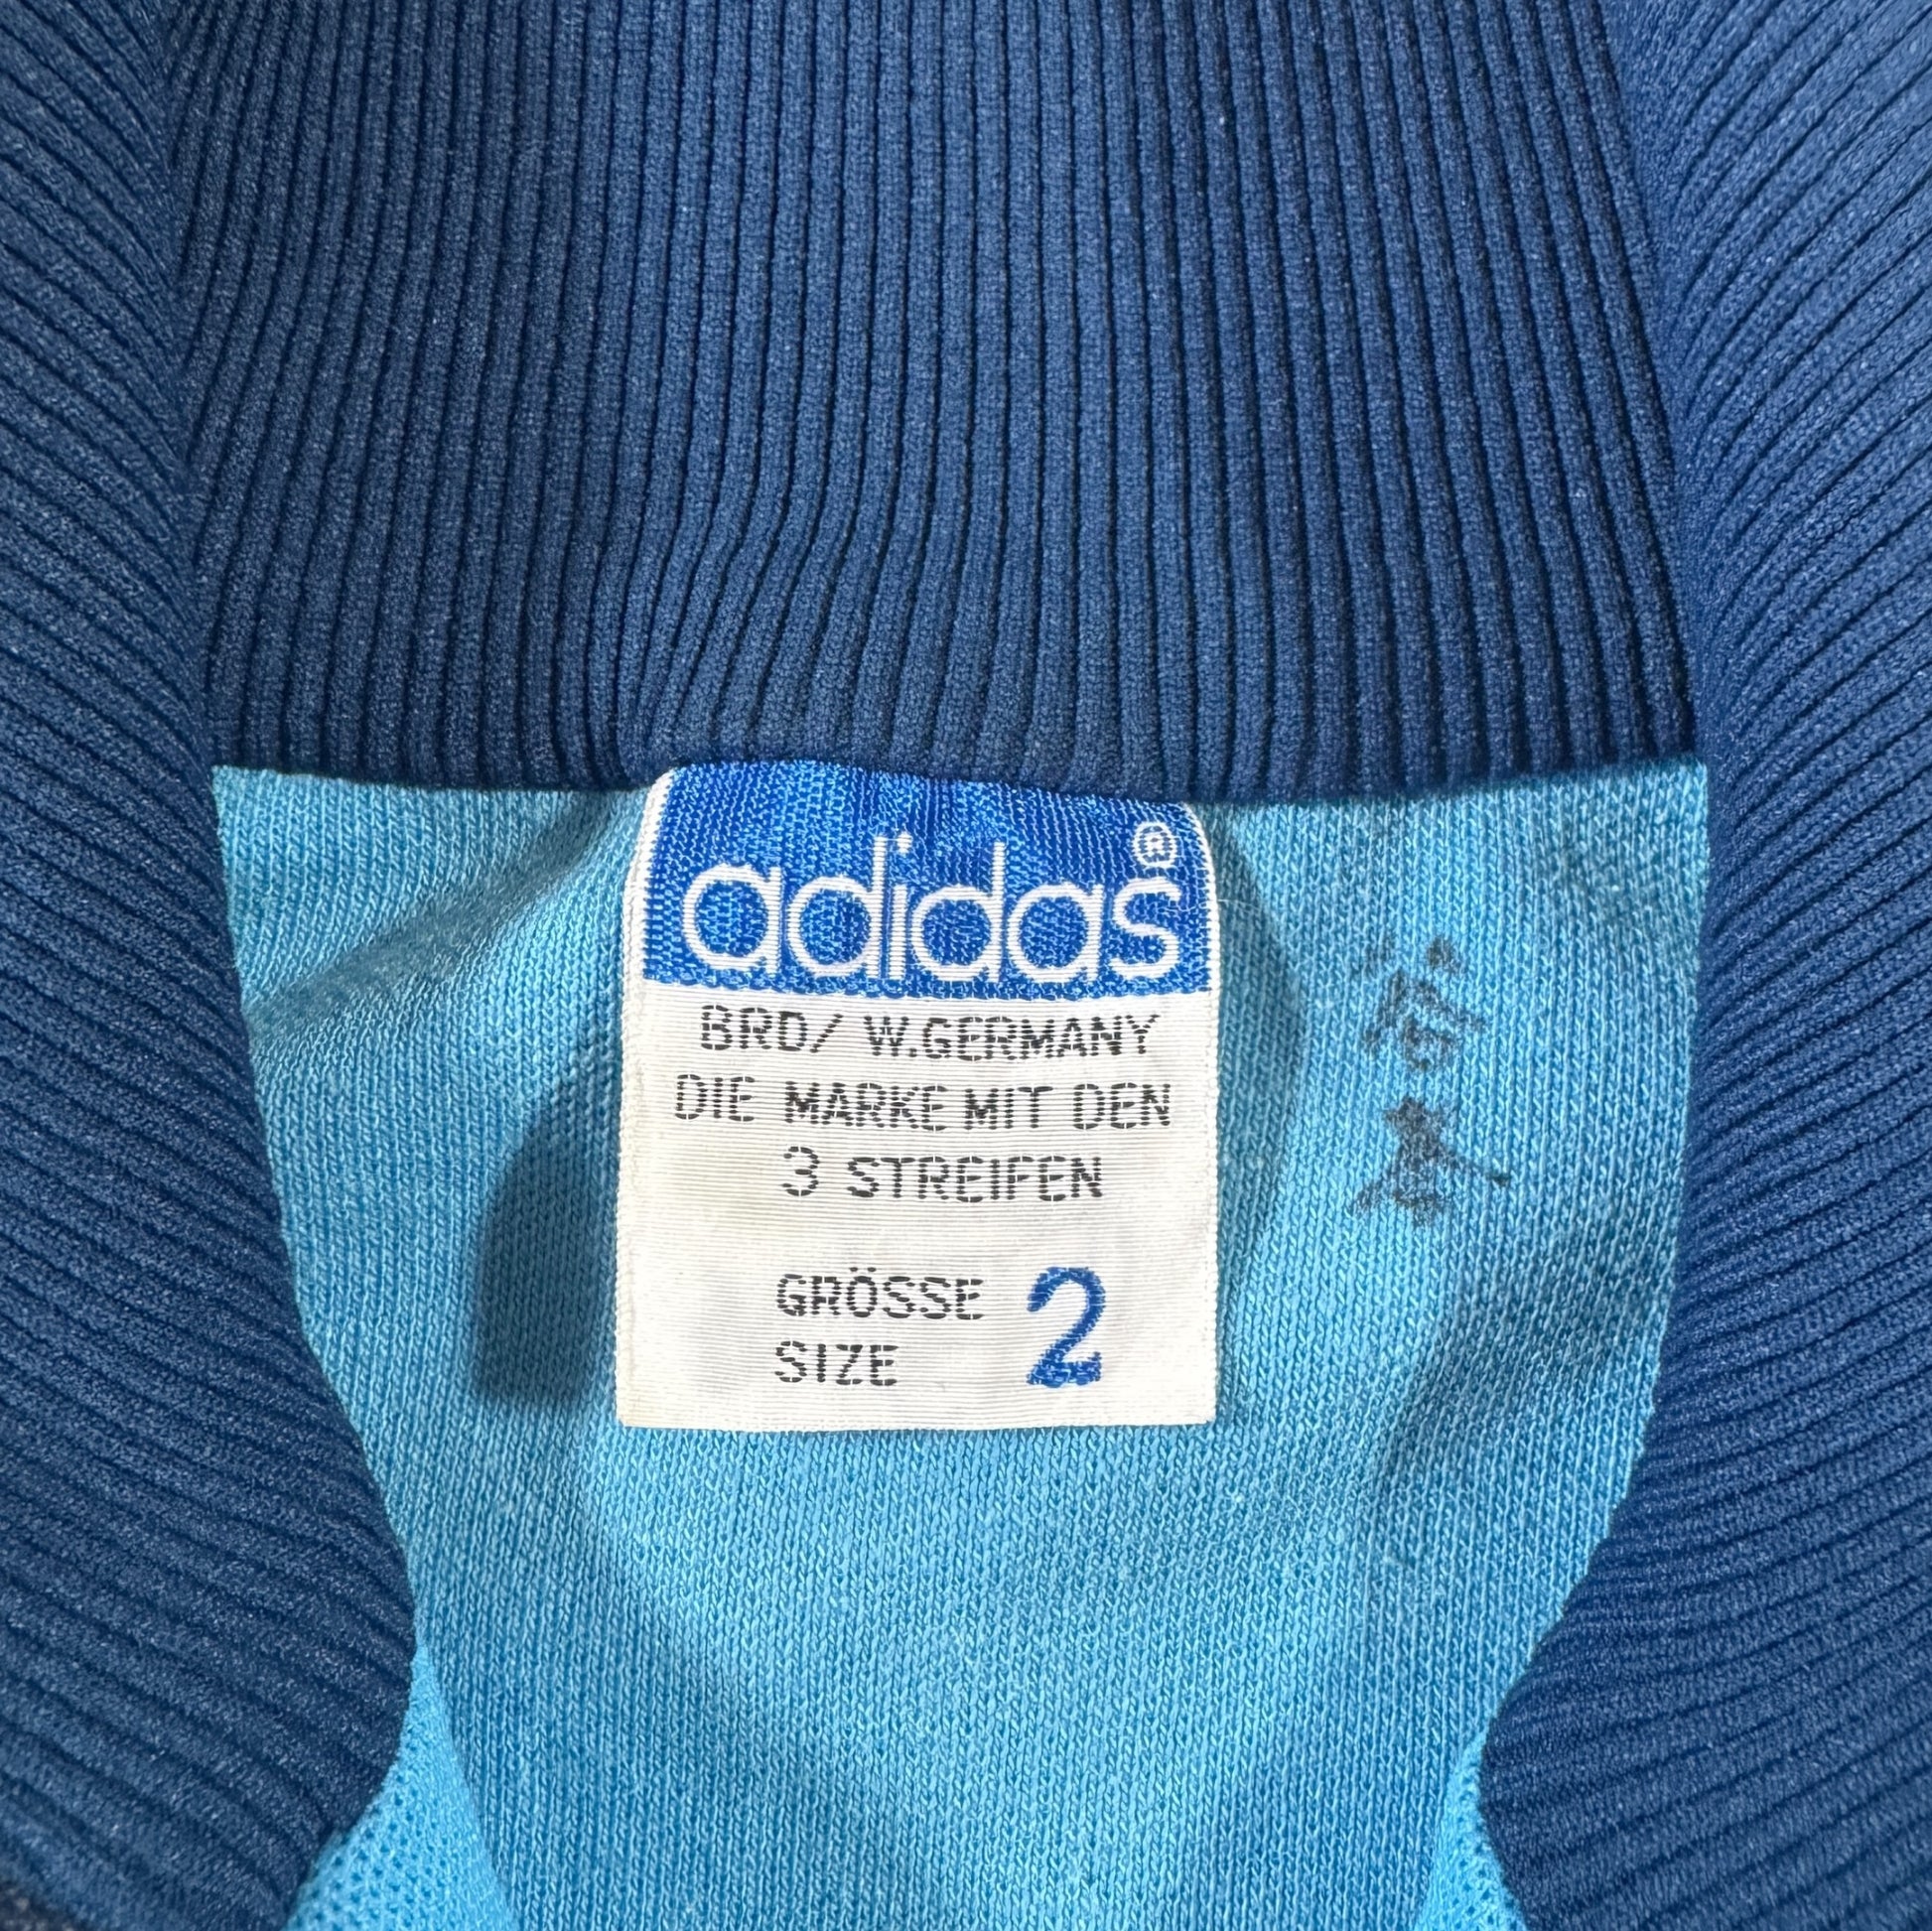 adidas®
BRD/ W.GERMANY
DIE MARKE MIT DEN
3 STREIFEN
GRÖSSE 2
SIZE